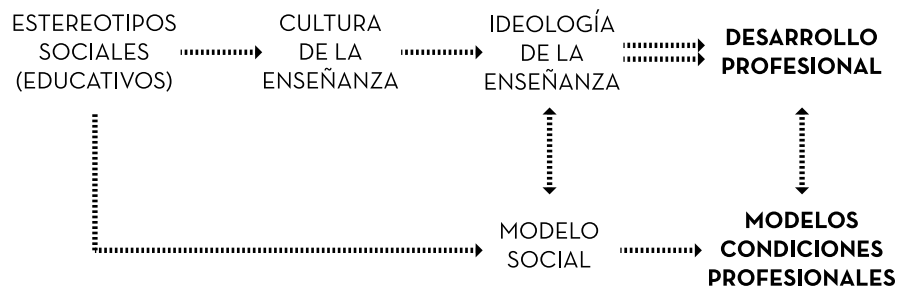 ESTEREOTIPOS
SOCIALES
(EDUCATIVOS)
CULTURA
DE LA
ENSEÑANZA
IDEOLOGÍA
DE LA
ENSEÑANZA
DESARROLLO
PROFESIONAL
MODELO
SOCIAL
MODELOS
CONDICIONES
PROFESIONALES